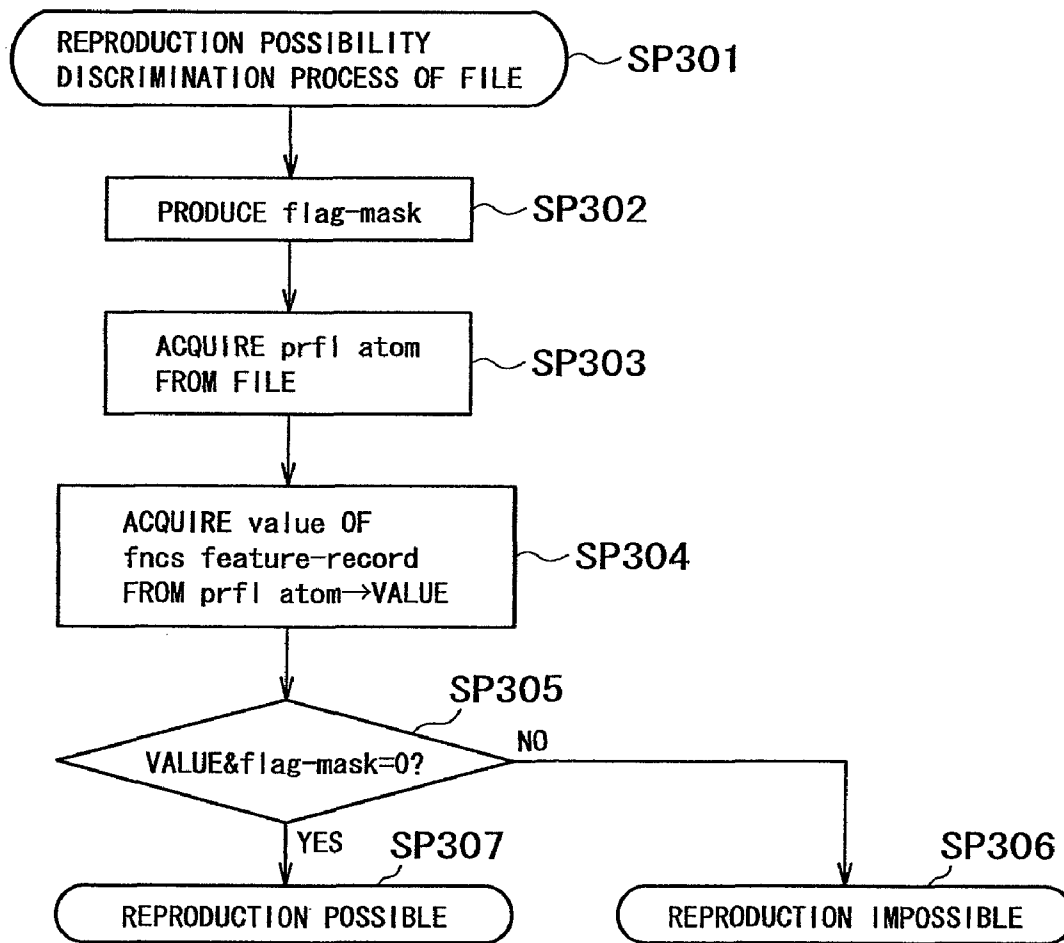 REPRODUCTION POSSIBILITY
DISCRIMINATION PROCESS OF FILE
SP301
PRODUCE flag-mask
SP302
ACQUIRE prfl atom
FROM FILE
SP303
ACQUIRE value OF
fncs feature-record
FROM prfl atom→VALUE
SP304
SP305
VALUE&flag-mask=0?
NO
YES
SP307
SP306
REPRODUCTION POSSIBLE
REPRODUCTION IMPOSSIBLE